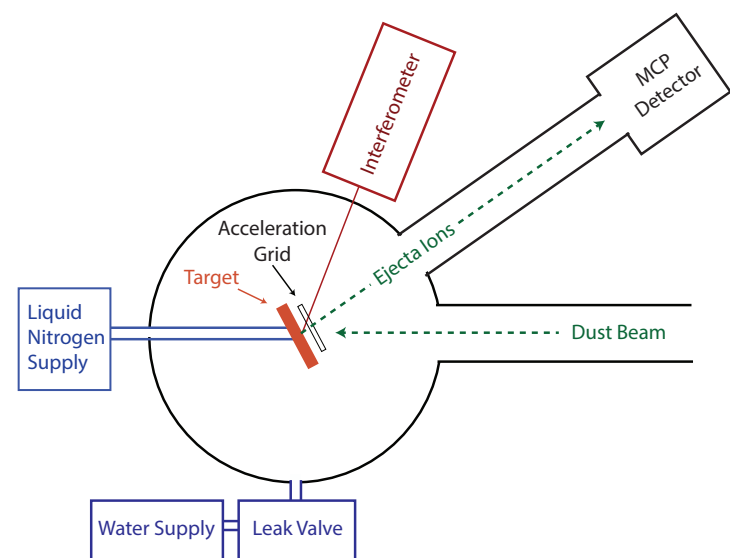 MCP
Detector
Interferometer
Acceleration
Grid
Target
Ejecta Ions
Liquid
Nitrogen
Supply
Dust Beam
Water Supply
Leak Valve